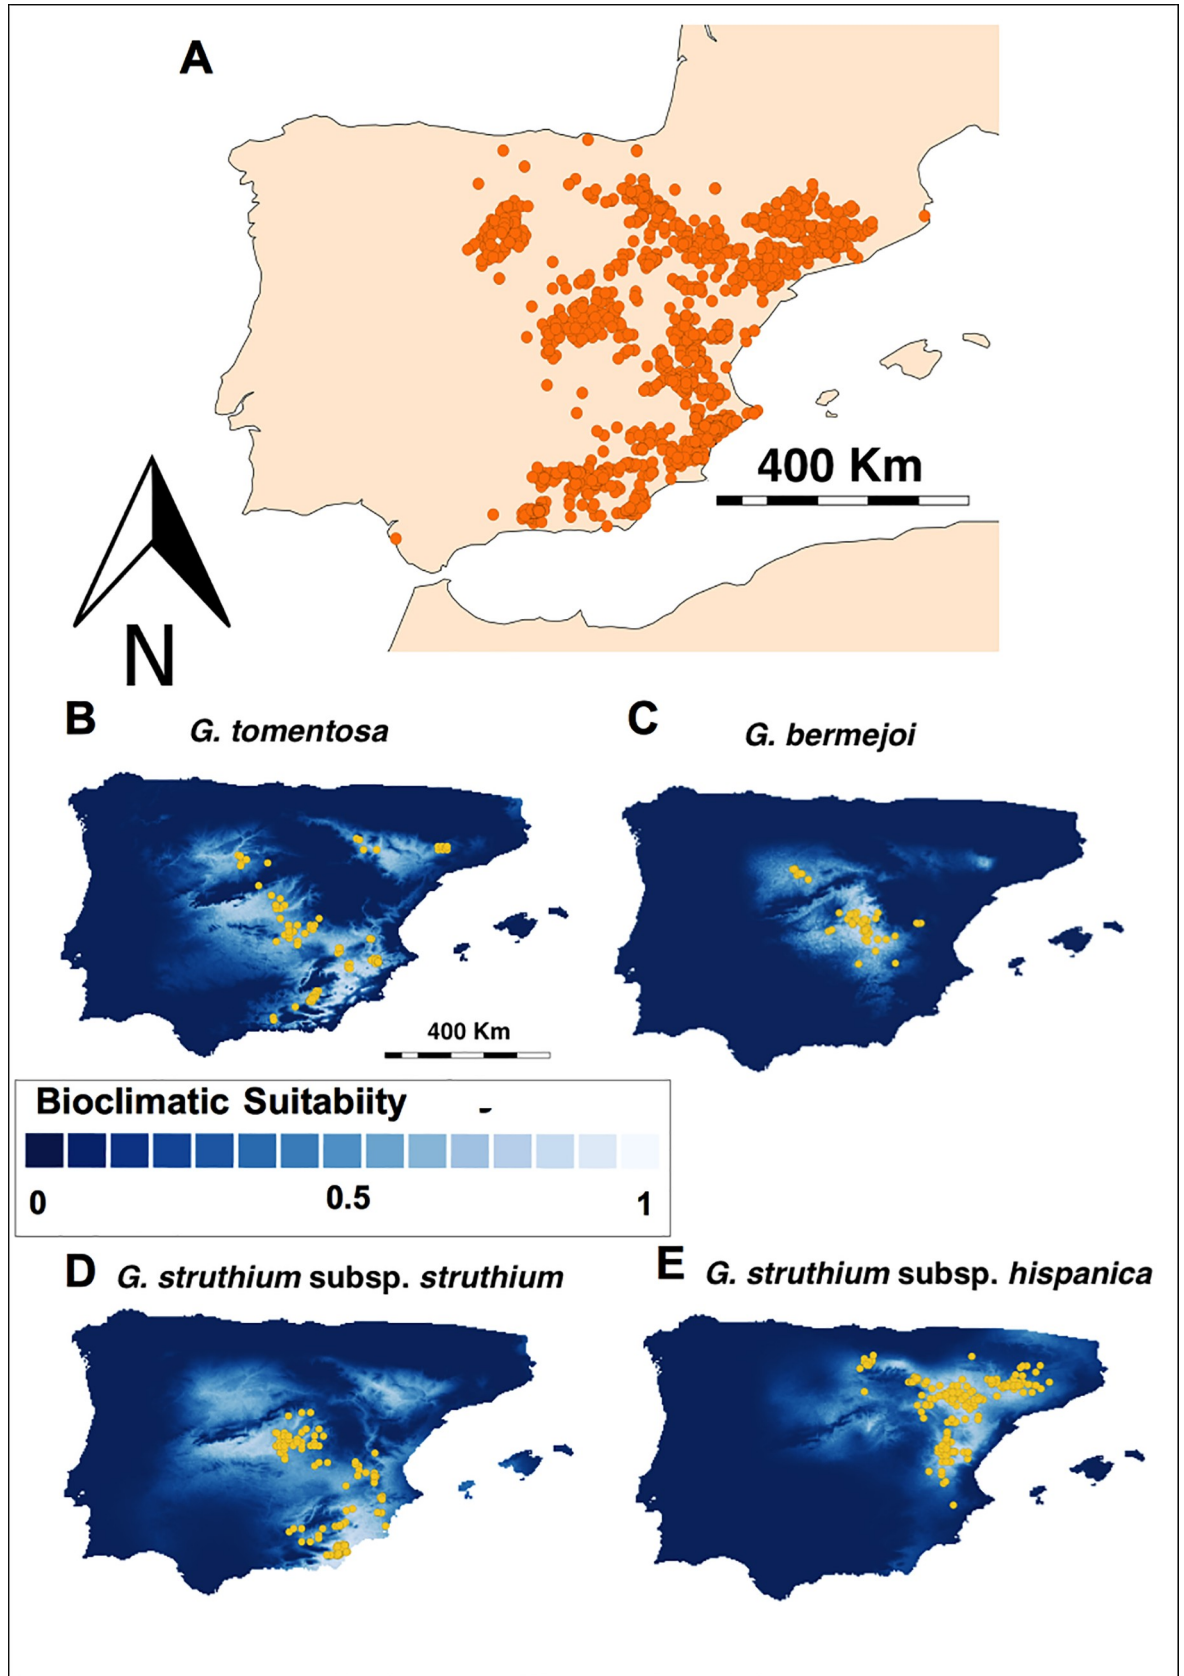 A
400 Km
N
B
G. tomentosa
C
G. bermejoi
400 Km
Bioclimatic Suitabiity
0
0.5
1
D
G. struthium subsp. struthium
E
G. struthium subsp. hispanica